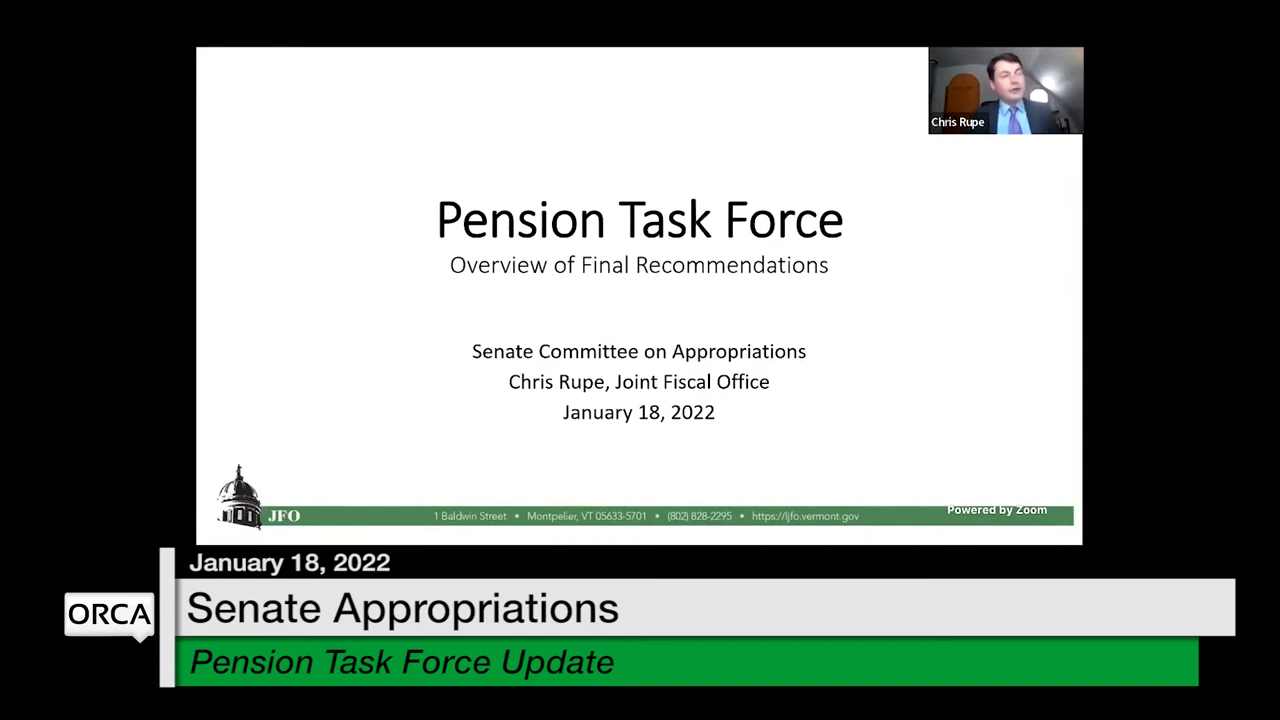 Chris Rupe
Pension Task Force
Overview of Final Recommendations
Senate Committee on Appropriations
Chris Rupe, Joint Fiscal Office
January 18, 2022
JFO
1 Baldwin Street • Montpelier, VT 05633-5701 • (802) 828-2295 • https://ljfo.vermont.gov
Powered by Zoom
January 18, 2022
ORCA
Senate Appropriations
Pension Task Force Update